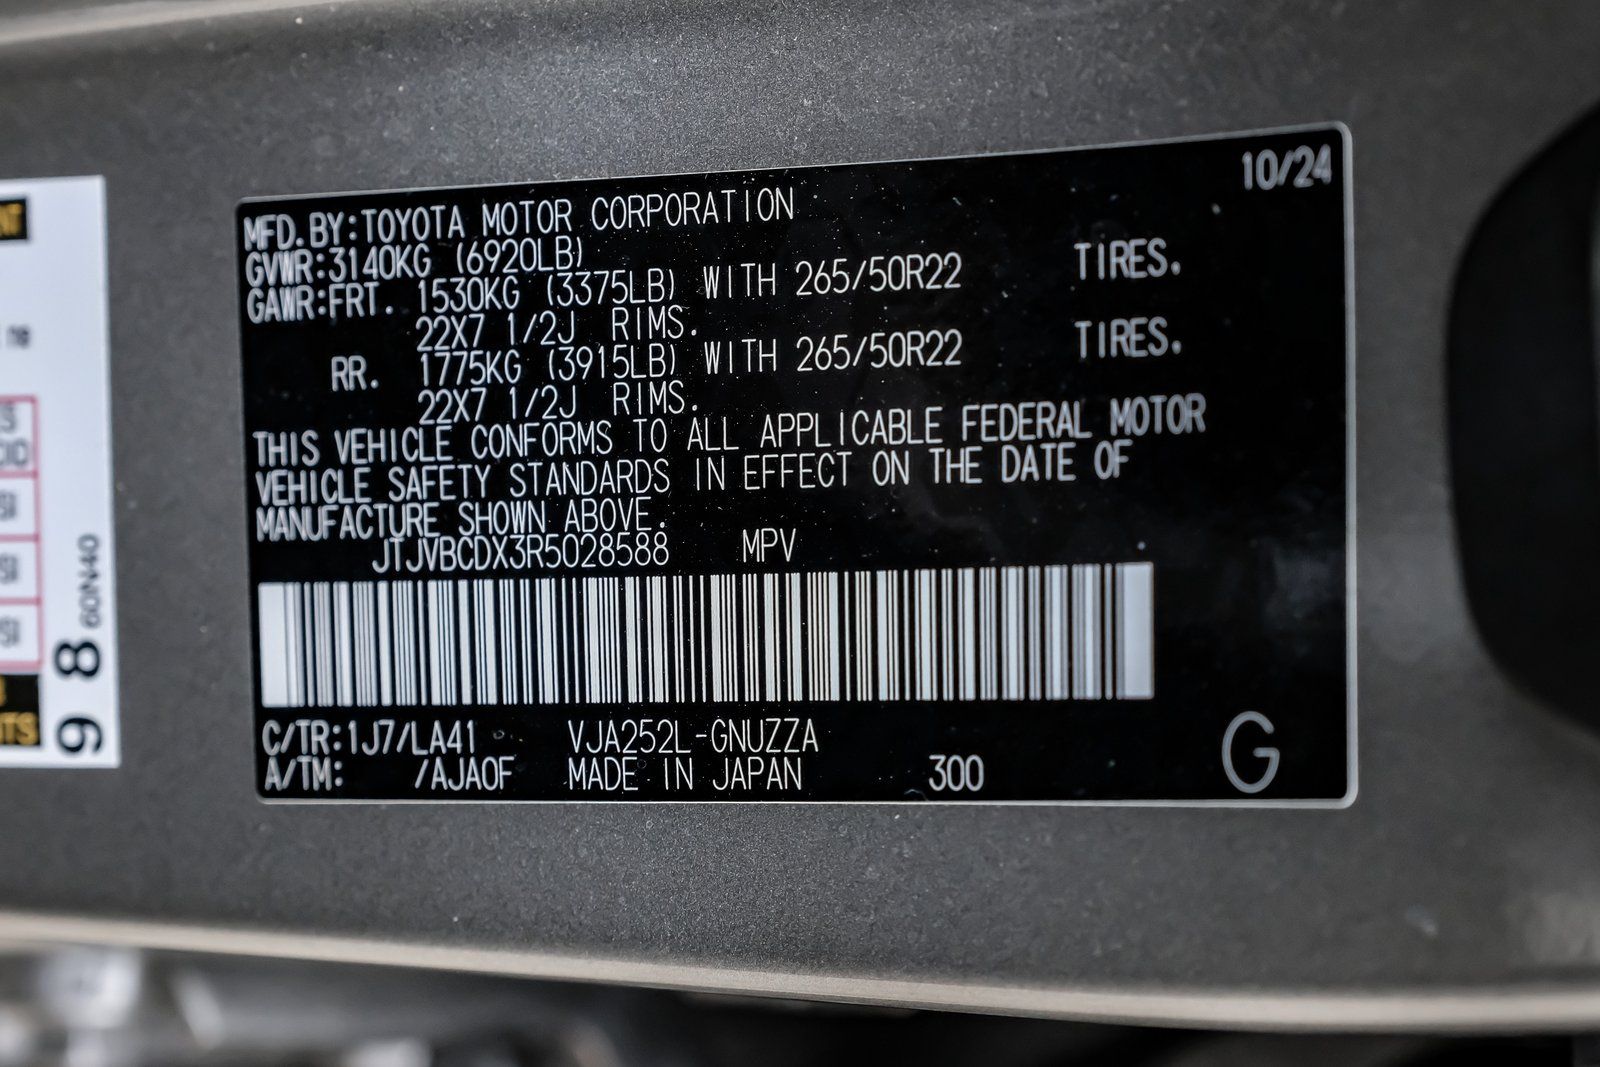 10/24
MFD.BY:TOYOTA MOTOR CORPORATION
GVWR:3140KG (6920LB)
GAWR:FRT. 1530KG (3375LB) WITH 265/50R22 TIRES.
22X7 1/2J RIMS.
RR. 1775KG (3915LB) WITH 265/50R22 TIRES.
22X7 1/2J RIMS.
THIS VEHICLE CONFORMS TO ALL APPLICABLE FEDERAL MOTOR
VEHICLE SAFETY STANDARDS IN EFFECT ON THE DATE OF
MANUFACTURE SHOWN ABOVE.
JTJVBCDX3R5028588 MPV
C/TR:1J7/LA41 VJA252L-GNUZZA
A/TM: /AJA0F MADE IN JAPAN 300
G
98 60N40